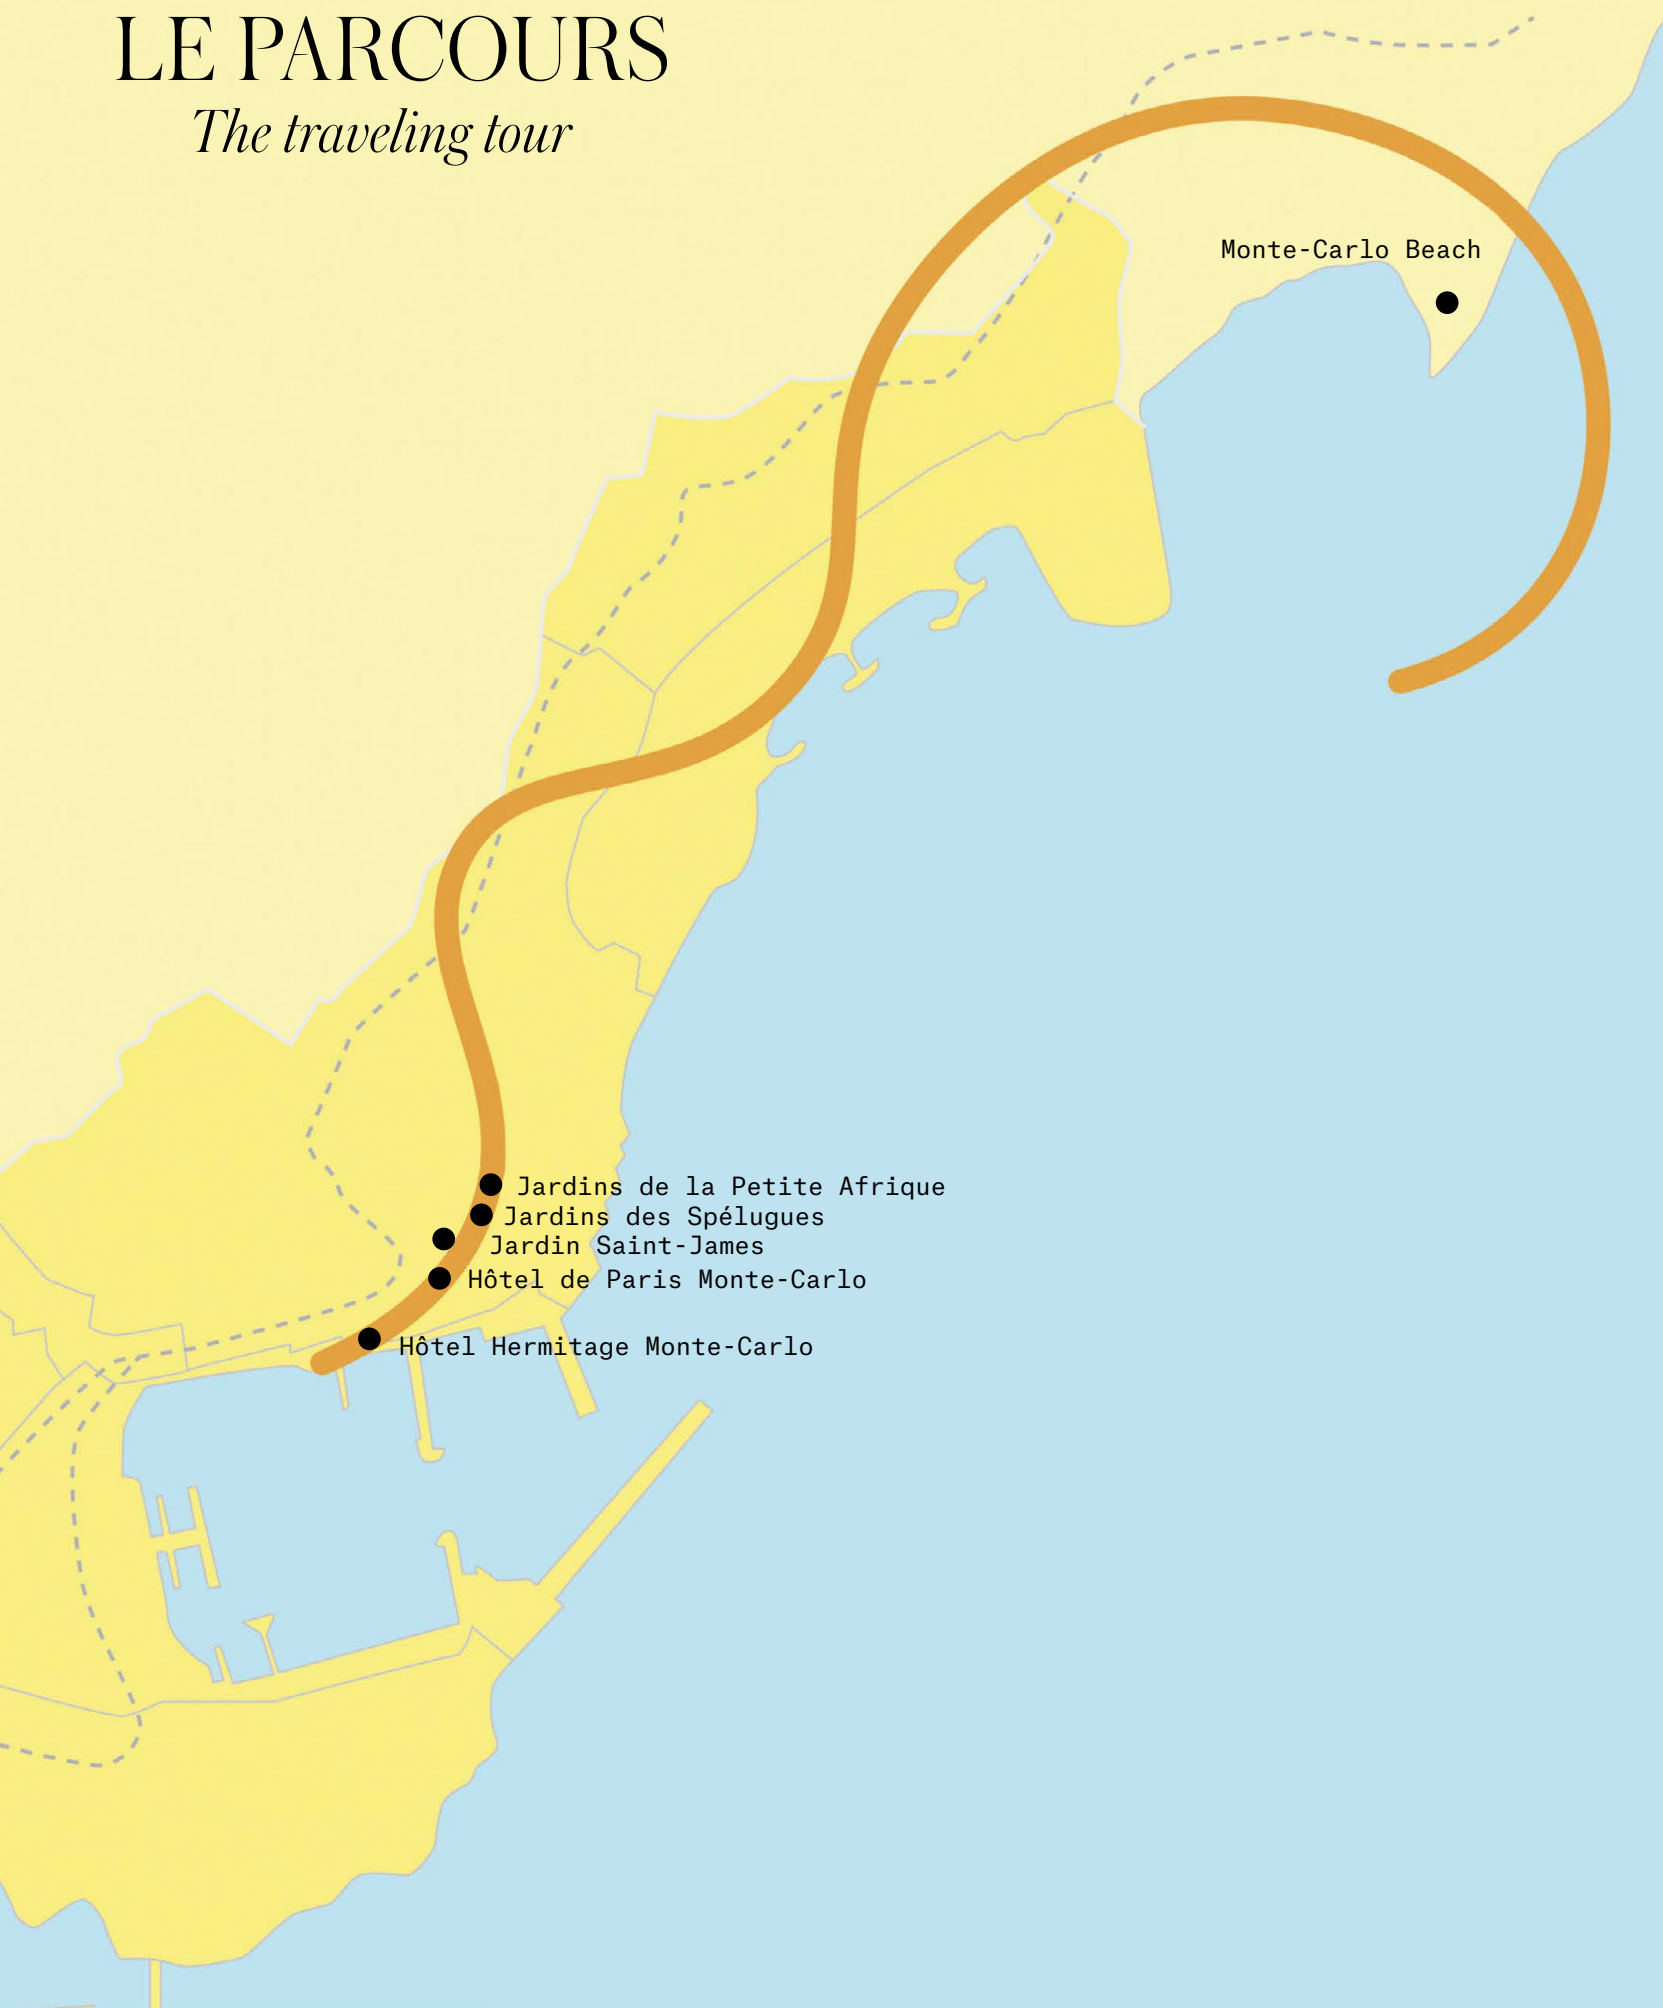 LE PARCOURS
The traveling tour
Monte-Carlo Beach
Jardins de la Petite Afrique
Jardins des Spélugues
Jardin Saint-James
Hôtel de Paris Monte-Carlo
Hôtel Hermitage Monte-Carlo